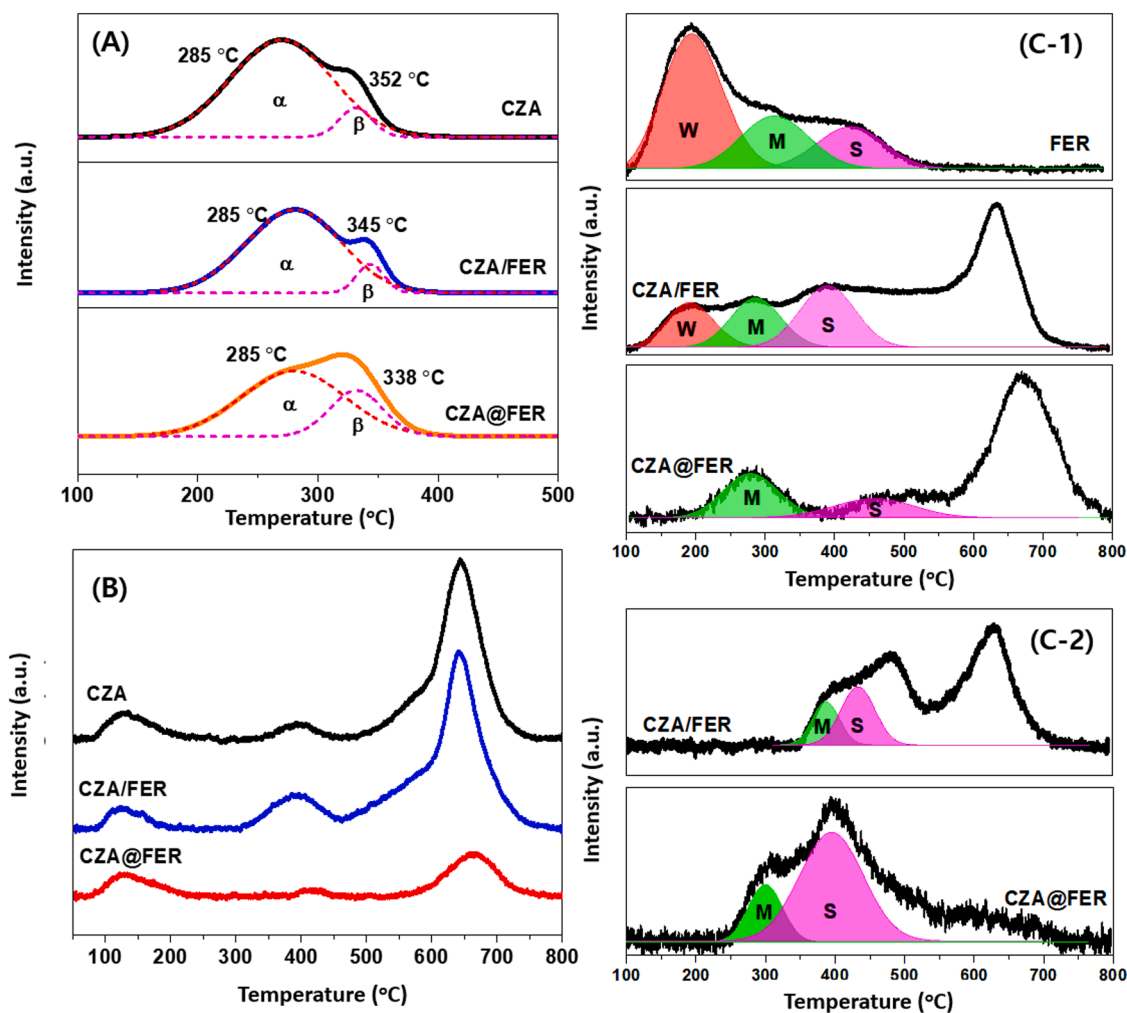 (A)
285 °C
352 °C
α
β
CZA
285 °C
345 °C
α
β
CZA/FER
285 °C
338 °C
α
β
CZA@FER
Intensity (a.u.)
100 200 300 400 500
Temperature (°C)
(B)
CZA
CZA/FER
CZA@FER
Intensity (a.u.)
100 200 300 400 500 600 700 800
Temperature (°C)
(C-1)
W
M
S
FER
CZA/FER
W
M
S
CZA@FER
M
S
Intensity (a.u.)
100 200 300 400 500 600 700 800
Temperature (°C)
(C-2)
CZA/FER
M
S
M
S
CZA@FER
Intensity (a.u.)
100 200 300 400 500 600 700 800
Temperature (°C)